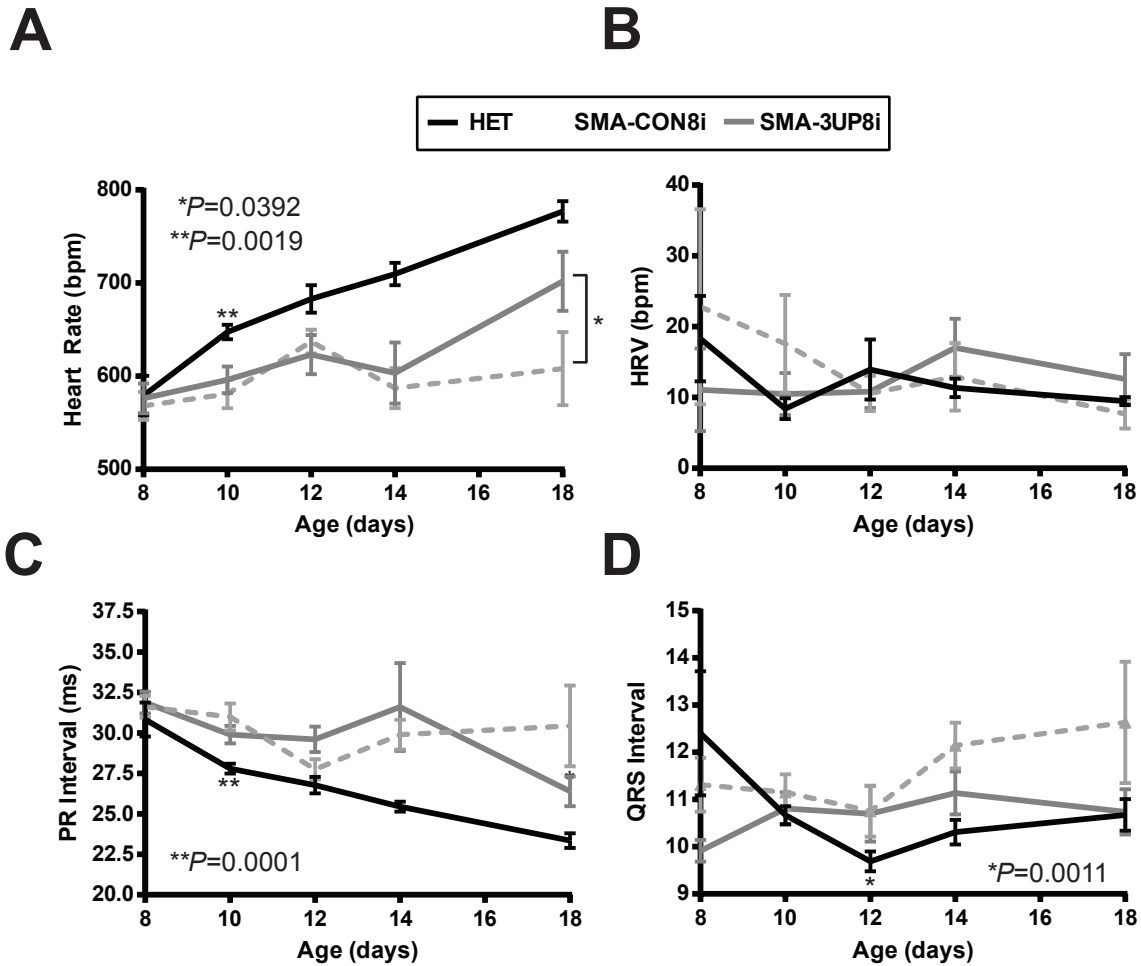 A
B
HET SMA-CON8i SMA-3UP8i
800
700
600
500
Heart Rate (bpm)
*P=0.0392
**P=0.0019
**
*
8 10 12 14 16 18
Age (days)
40
30
20
10
0
HRV (bpm)
8 10 12 14 16 18
Age (days)
C
D
37.5
35.0
32.5
30.0
27.5
25.0
22.5
20.0
PR Interval (ms)
**
*
**P=0.0001
8 10 12 14 16 18
Age (days)
15
14
13
12
11
10
9
QRS Interval
*
*P=0.0011
8 10 12 14 16 18
Age (days)